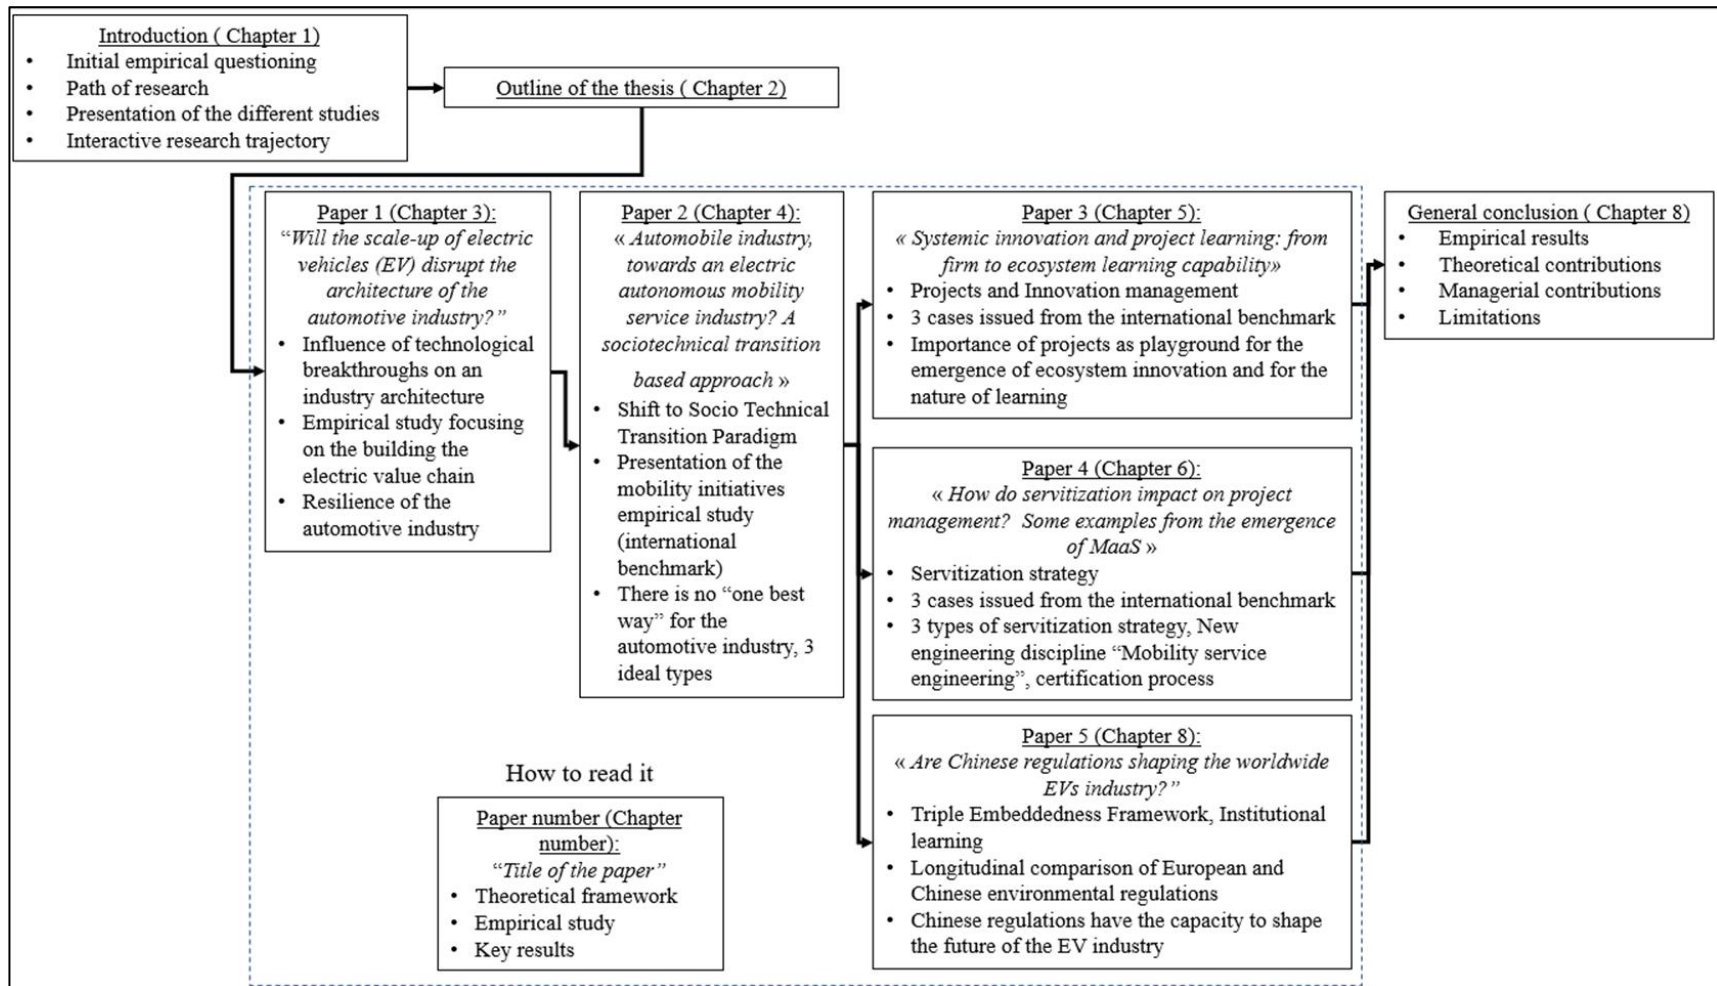 Introduction ( Chapter 1)
• Initial empirical questioning
• Path of research
• Presentation of the different studies
• Interactive research trajectory
Outline of the thesis ( Chapter 2)
Paper 1 (Chapter 3):
“Will the scale-up of electric
vehicles (EV) disrupt the
architecture of the
automotive industry?”
• Influence of technological
breakthroughs on an
industry architecture
• Empirical study focusing
on the building the
electric value chain
• Resilience of the
automotive industry
Paper 2 (Chapter 4):
« Automobile industry,
towards an electric
autonomous mobility
service industry? A
sociotechnical transition
based approach »
• Shift to Socio Technical
Transition Paradigm
• Presentation of the
mobility initiatives
empirical study
(international
benchmark)
• There is no “one best
way” for the
automotive industry, 3
ideal types
Paper 3 (Chapter 5):
« Systemic innovation and project learning: from
firm to ecosystem learning capability»
• Projects and Innovation management
• 3 cases issued from the international benchmark
• Importance of projects as playground for the
emergence of ecosystem innovation and for the
nature of learning
Paper 4 (Chapter 6):
« How do servitization impact on project
management? Some examples from the emergence
of MaaS »
• Servitization strategy
• 3 cases issued from the international benchmark
• 3 types of servitization strategy, New
engineering discipline “Mobility service
engineering”, certification process
Paper 5 (Chapter 8):
« Are Chinese regulations shaping the worldwide
EVs industry?”
• Triple Embeddedness Framework, Institutional
learning
• Longitudinal comparison of European and
Chinese environmental regulations
• Chinese regulations have the capacity to shape
the future of the EV industry
General conclusion ( Chapter 8)
• Empirical results
• Theoretical contributions
• Managerial contributions
• Limitations
How to read it
Paper number (Chapter
number):
“Title of the paper”
• Theoretical framework
• Empirical study
• Key results